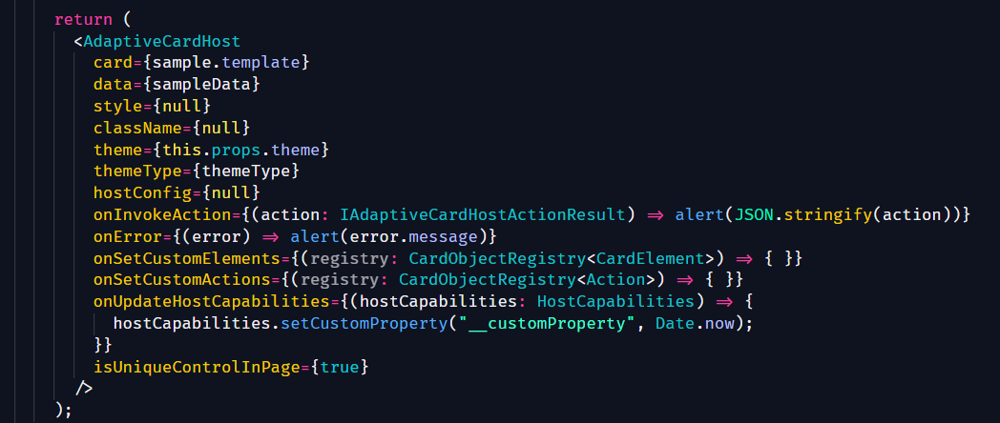 return (
<AdaptiveCardHost
card={sample.template}
data={sampleData}
style={null}
className={null}
theme={this.props.theme}
themeType={themeType}
hostConfig={null}
onInvokeAction={(action: IAdaptiveCardHostActionResult) => alert(JSON.stringify(action))}
onError={(error) => alert(error.message)}
onSetCustomElements={(registry: CardObjectRegistry<CardElement>) => { }}
onSetCustomActions={(registry: CardObjectRegistry<Action>) => { }}
onUpdateHostCapabilities={(hostCapabilities: HostCapabilities) => {
hostCapabilities.setCustomProperty("__customProperty", Date.now);
}}
isUniqueControlInPage={true}
/>
);